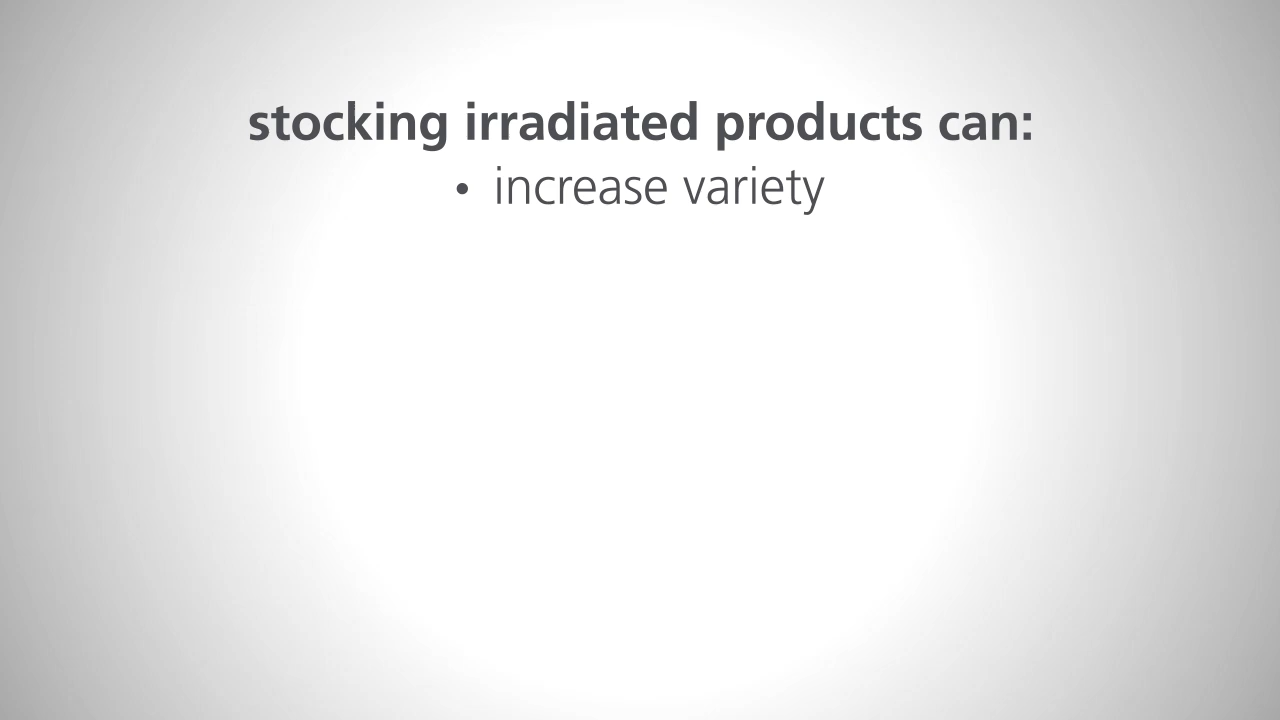 stocking irradiated products can:
• increase variety